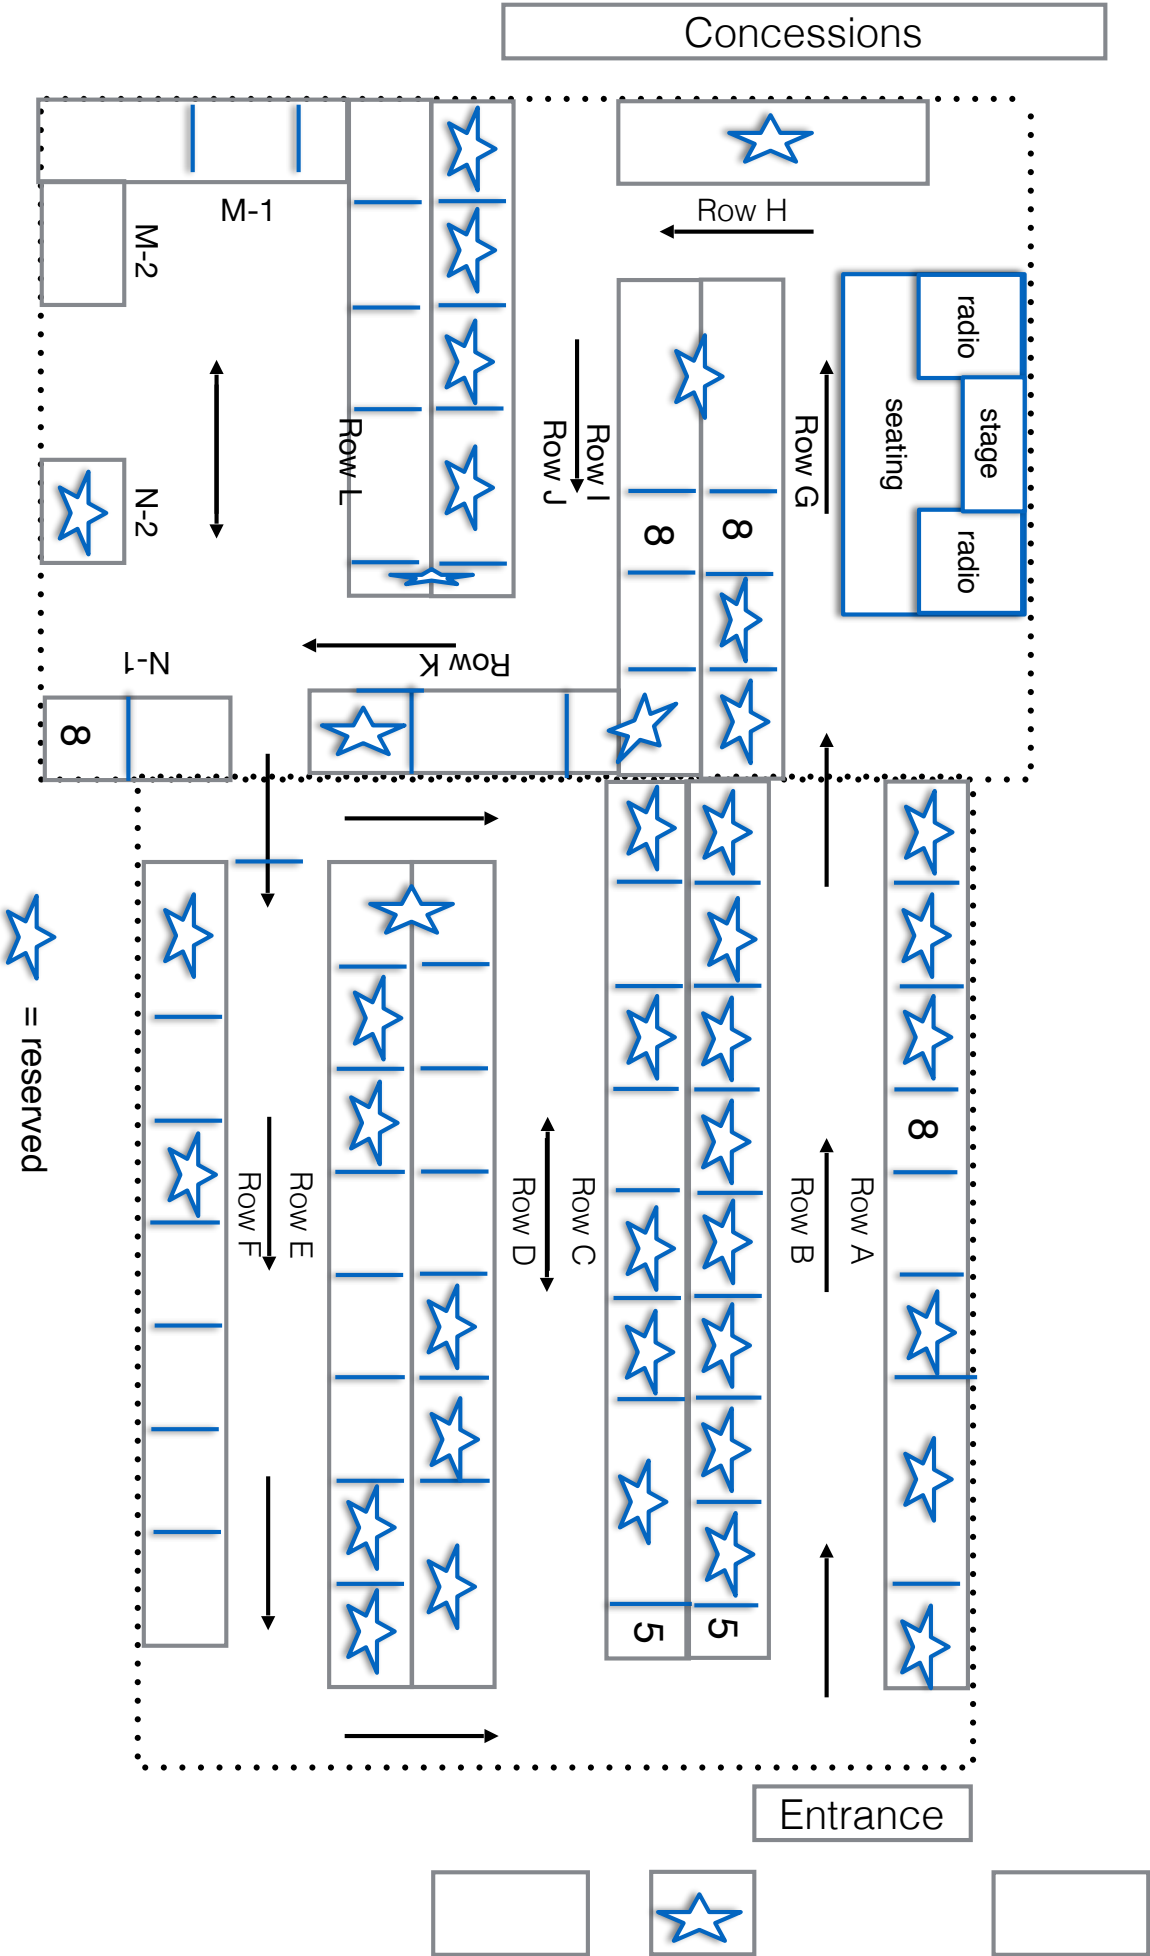 Concessions
M-1
Row H
M-2
radio
stage
seating
radio
Row G
Row I
Row J
Row L
N-2
8
8
N-1
Row K
8
8
= reserved
Row A
Row B
Row C
Row D
Row E
Row F
5
5
Entrance